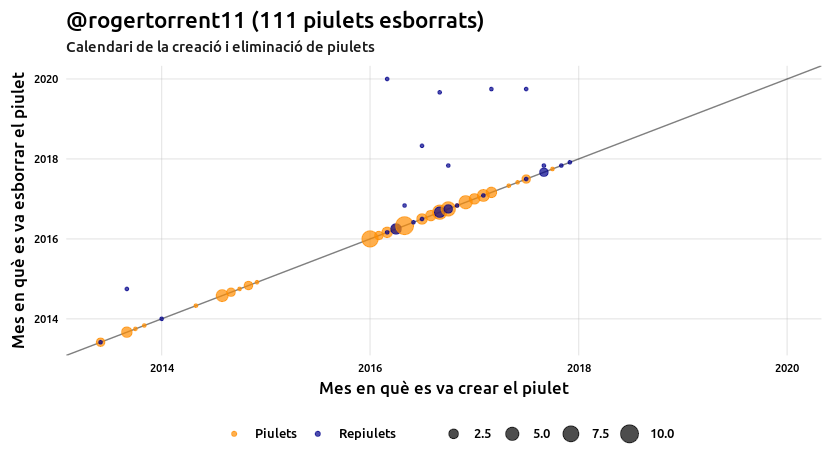 @rogertorrent11 (111 piulets esborrats)
Calendari de la creació i eliminació de piulets
Mes en què es va esborrar el piulet
2020
2018
2016
2014
2014 2016 2018 2020
Mes en què es va crear el piulet
Piulets Repiulets 2.5 5.0 7.5 10.0